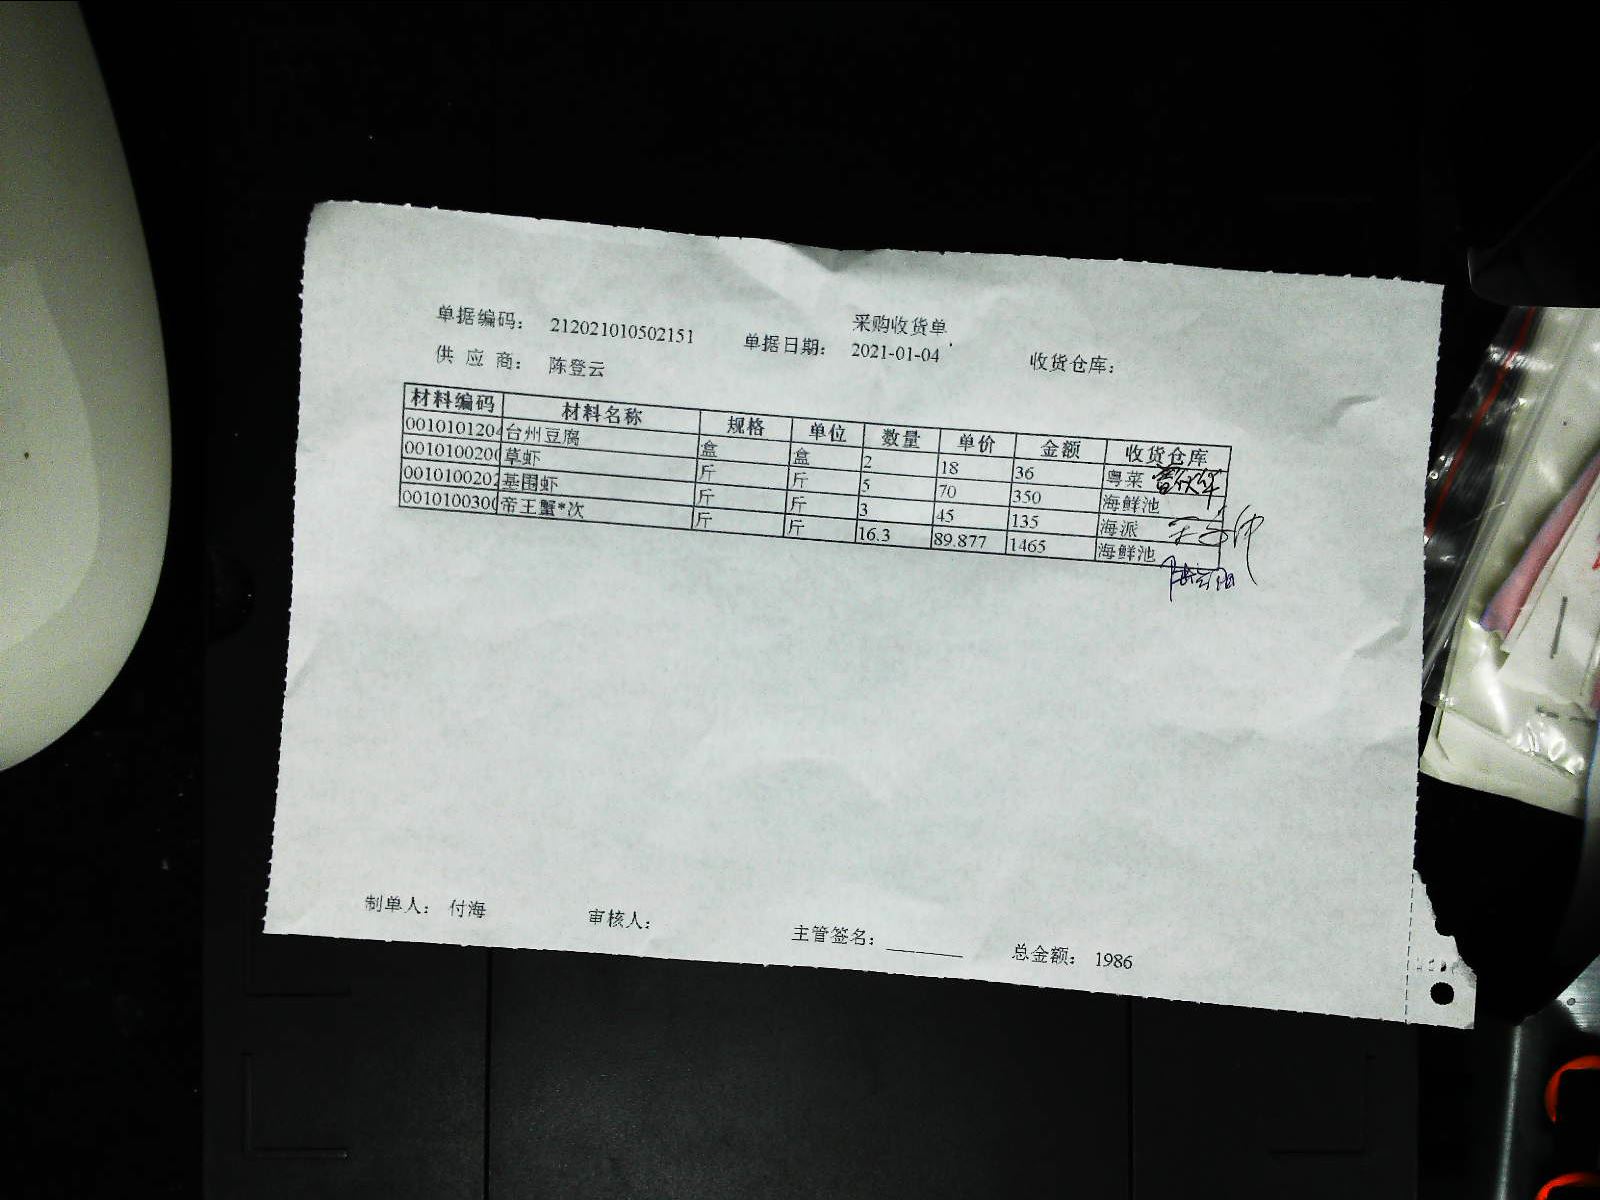 采购收货单
单据编码： 212021010502151 单据日期： 2021-01-04 收货仓库：
供 应 商： 陈登云
材料编码 材料名称 规格 单位 数量 单价 金额 收货仓库
0010101204 台州豆腐 盒 盒 2 18 36 粤菜
001010020 草虾 斤 斤 5 70 350 海鲜池
0010100202 基围虾 斤 斤 3 45 135 海派
001010030 帝王蟹*次 斤 斤 16.3 89.877 1465 海鲜池
制单人： 付海 审核人： 主管签名： 总金额： 1986